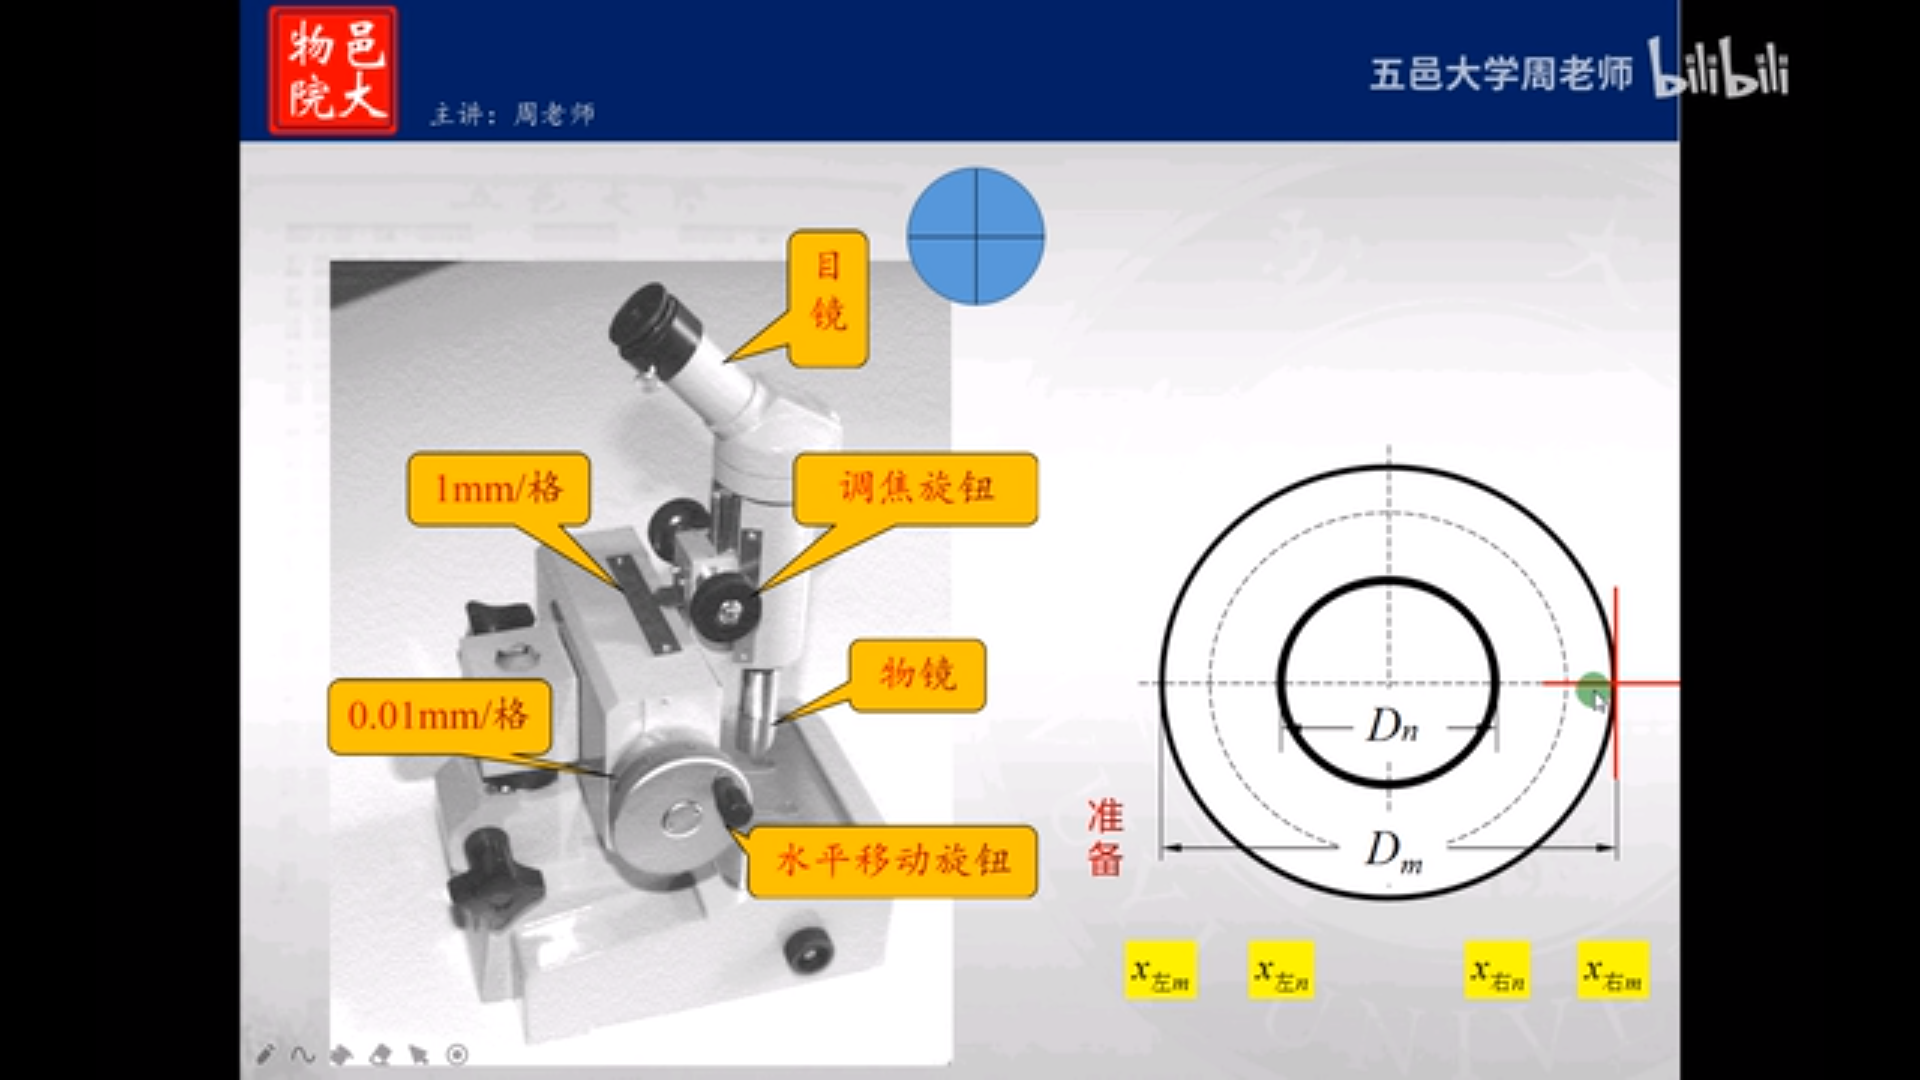 物邑
院大
主讲：周老师
五邑大学周老师 bilibili
目
镜
1mm/格
调焦旋钮
物镜
0.01mm/格
水平移动旋钮
准
备
Dn
Dm
x左m
x左n
x右n
x右m